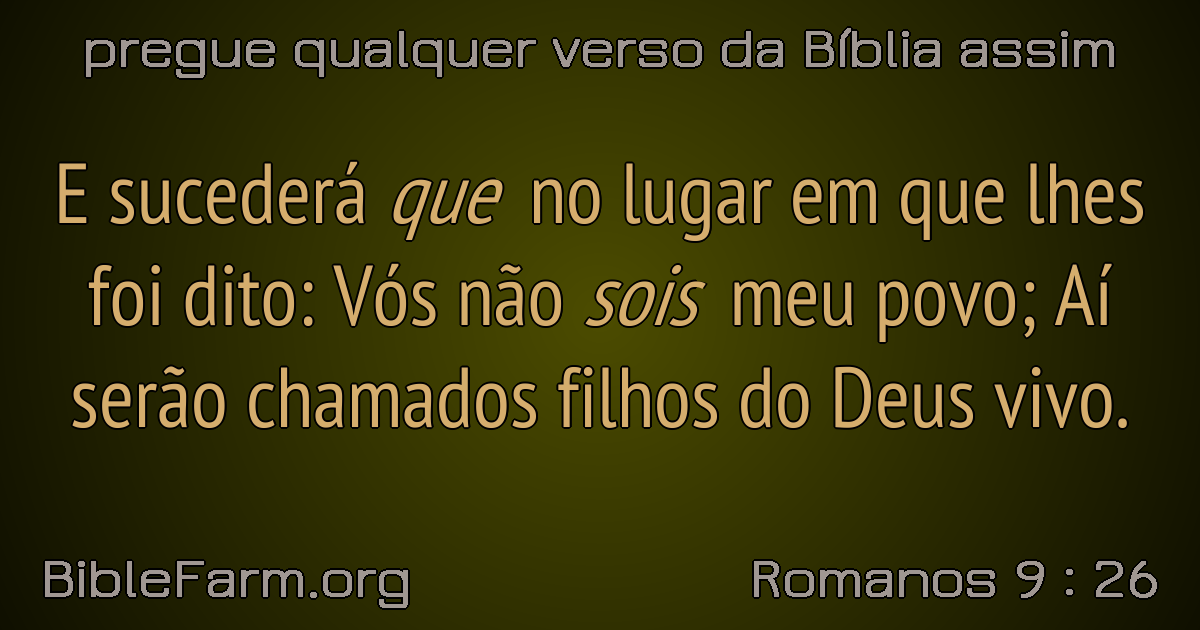 pregue qualquer verso da Bíblia assim
E sucederá que no lugar em que lhes
foi dito: Vós não sois meu povo; Aí
serão chamados filhos do Deus vivo.
BibleFarm.org
Romanos 9 : 26